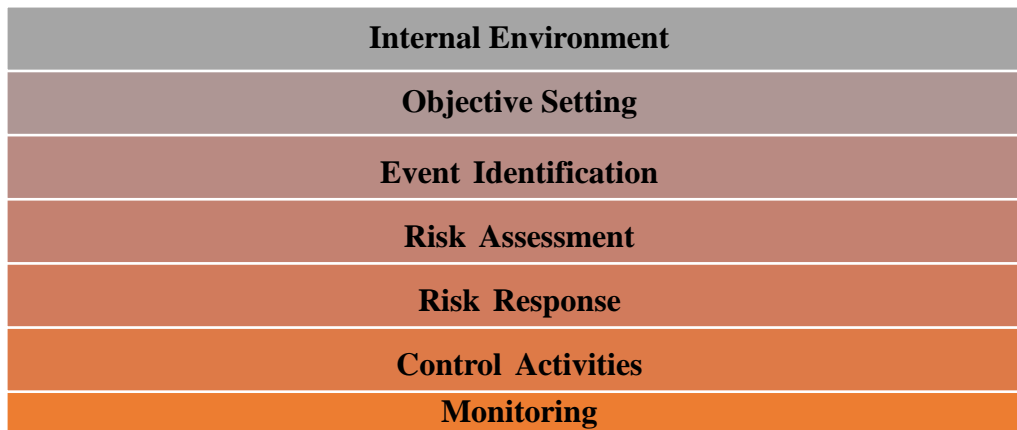 Internal Environment
Objective Setting
Event Identification
Risk Assessment
Risk Response
Control Activities
Monitoring